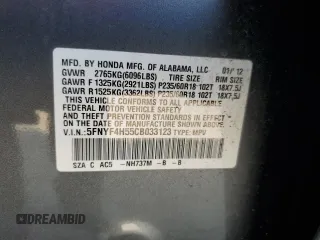 MFD. BY HONDA MFG. OF ALABAMA, LLC 01/12
GVWR 2765KG(6096LBS) TIRE SIZE RIM SIZE
GAWR F 1325KG(2921LBS) P235/60R18 102T 18X7.5J
GAWR R 1525KG(3362LBS) P235/60R18 102T 18X7.5J
THIS VEHICLE CONFORMS TO ALL APPLICABLE
FEDERAL MOTOR VEHICLE SAFETY AND
THEFT PREVENTION STANDARDS IN EFFECT ON THE
DATE OF MANUFACTURE SHOWN ABOVE.
V.I.N.: 5FNYF4H55CB033123 TYPE: MPV
SZA C AC5 -NH737M -B -B
DREAMBID